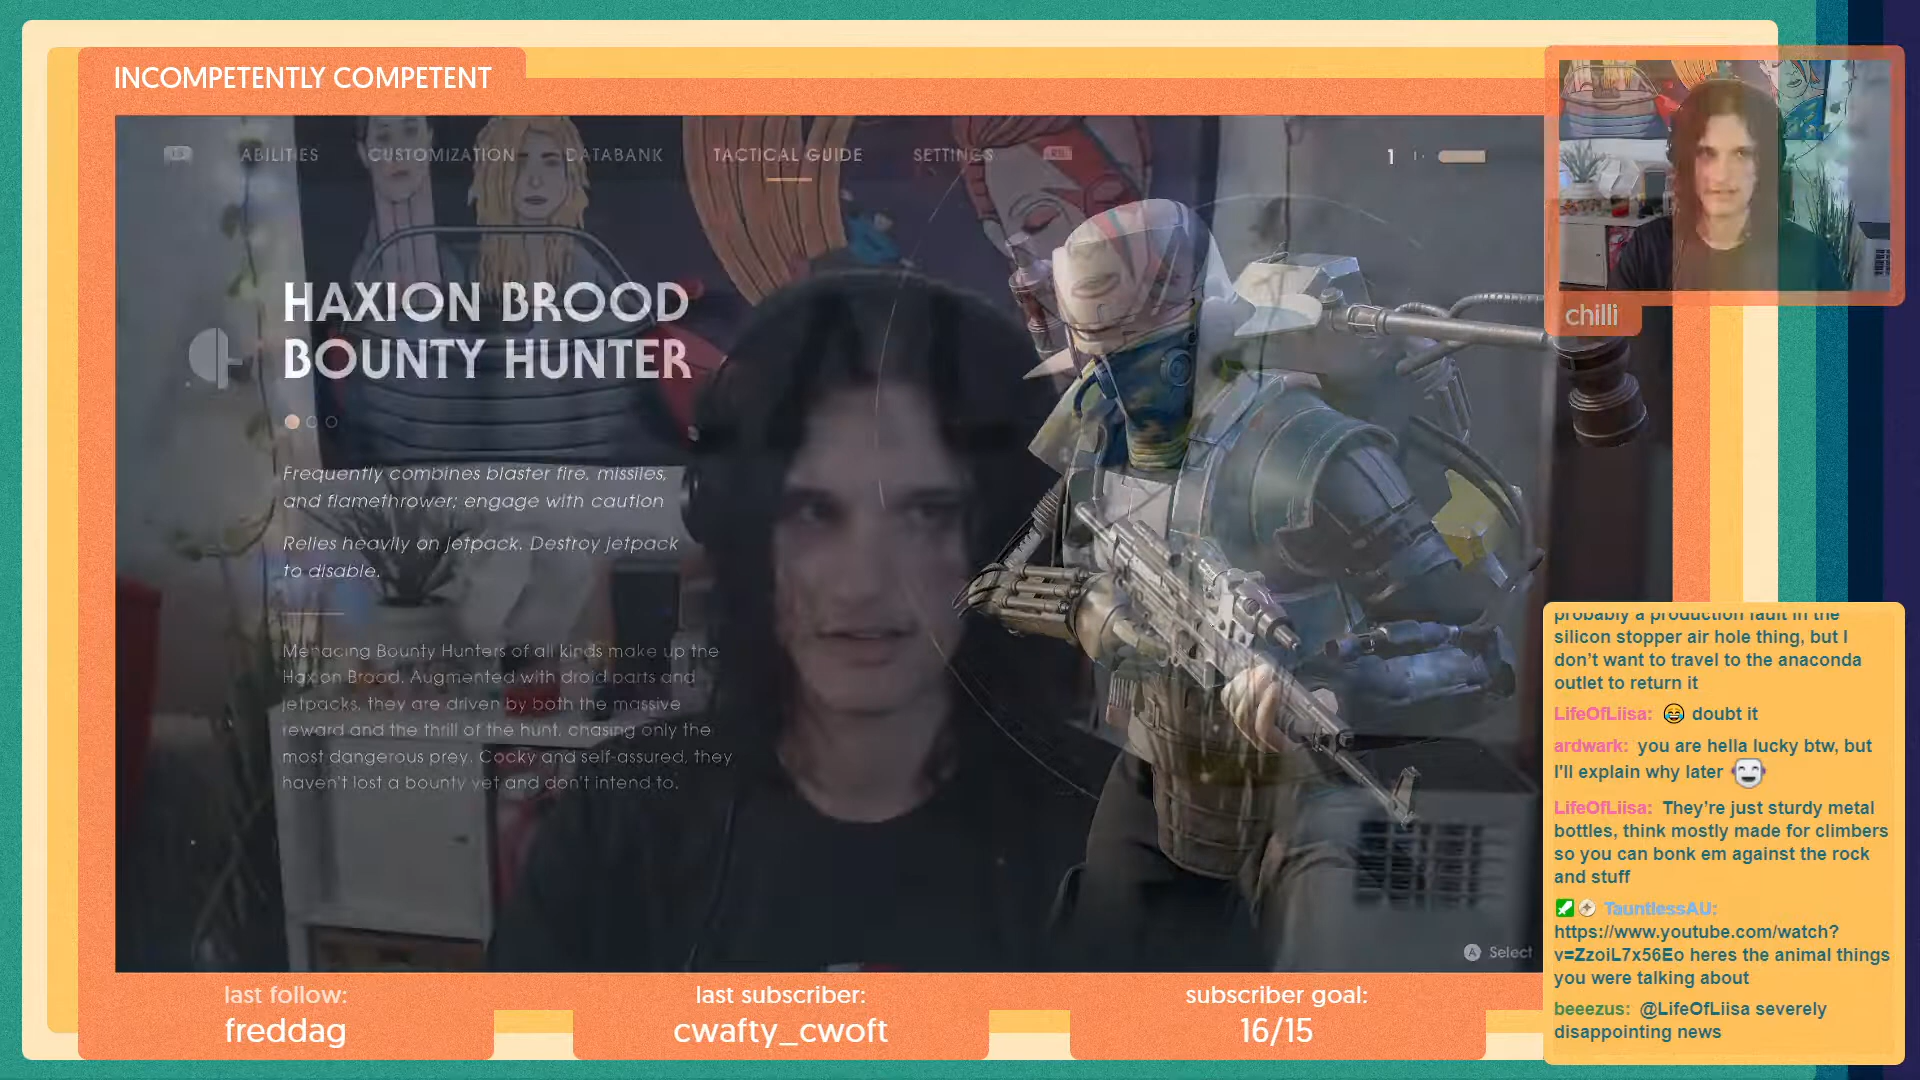 INCOMPETENTLY COMPETENT
ABILITIES CUSTOMIZATION DATABANK TACTICAL GUIDE SETTINGS
1
HAXION BROOD
BOUNTY HUNTER
Frequently combines blaster fire, missiles,
and flamethrower; engage with caution
Relies heavily on jetpack. Destroy jetpack
to disable.
Menacing Bounty Hunters of all kinds make up the
Haxion Brood. Augmented with droid parts and
jetpacks, they are driven by both the massive
reward and the thrill of the hunt, chasing only the
most dangerous prey. Cocky and self-assured, they
haven't lost a bounty yet and don't intend to.
A Select
chilli
probably a production fault in the
silicon stopper air hole thing, but I
don't want to travel to the anaconda
outlet to return it
LifeOfLiisa: 😂 doubt it
ardwark: you are hella lucky btw, but
I'll explain why later
LifeOfLiisa: They're just sturdy metal
bottles, think mostly made for climbers
so you can bonk em against the rock
and stuff
TauntlessAU:
https://www.youtube.com/watch?
v=ZzoiL7x56Eo heres the animal things
you were talking about
beeezus: @LifeOfLiisa severely
disappointing news
last follow:
freddag
last subscriber:
cwafty_cwoft
subscriber goal:
16/15